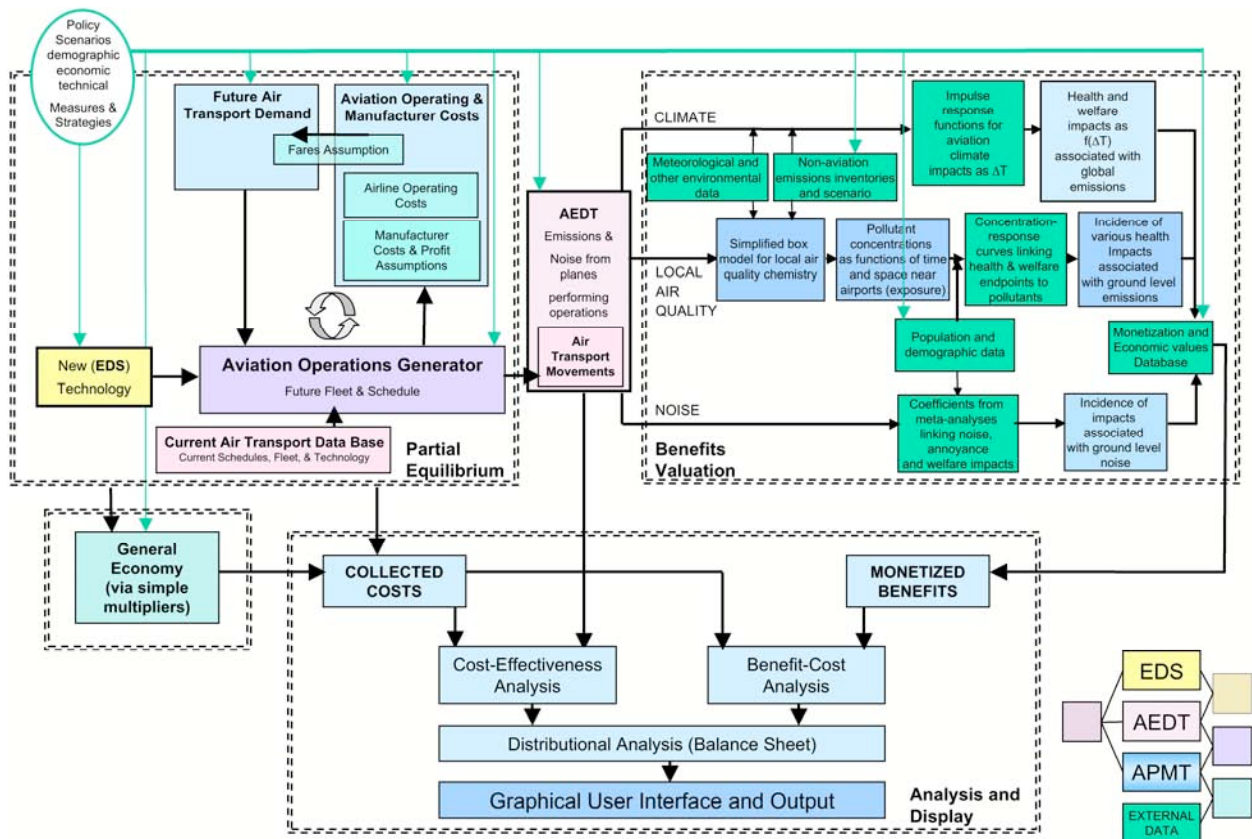 Policy
Scenarios
demographic
economic
technical
Measures &
Strategies
Future Air
Transport Demand
Aviation Operating &
Manufacturer Costs
Fares Assumption
Airline Operating
Costs
Manufacturer
Costs & Profit
Assumptions
New (EDS)
Technology
Aviation Operations Generator
Future Fleet & Schedule
Current Air Transport Data Base
Current Schedules, Fleet, & Technology
Partial
Equilibrium
AEDT
Emissions &
Noise from
planes
performing
operations
Air
Transport
Movements
CLIMATE
LOCAL
AIR
QUALITY
NOISE
Meteorological and
other environmental
data
Non-aviation
emissions inventories
and scenario
Impulse
response
functions for
aviation
climate
impacts as ΔT
Health and
welfare
impacts as
f(ΔT)
associated with
global
emissions
Simplified box
model for local air
quality chemistry
Pollutant
concentrations
as functions of time
and space near
airports (exposure)
Concentration-
response
curves linking
health & welfare
endpoints to
pollutants
Incidence of
various health
Impacts
associated with
ground level
emissions
Population and
demographic data
Monetization and
Economic values
Database
Coefficients from
meta-analyses
linking noise,
annoyance
and welfare impacts
Incidence of
impacts
associated
with ground level
noise
Benefits
Valuation
General
Economy
(via simple
multipliers)
COLLECTED
COSTS
MONETIZED
BENEFITS
Cost-Effectiveness
Analysis
Benefit-Cost
Analysis
Distributional Analysis (Balance Sheet)
Graphical User Interface and Output
Analysis and
Display
EDS
AEDT
APMT
EXTERNAL
DATA